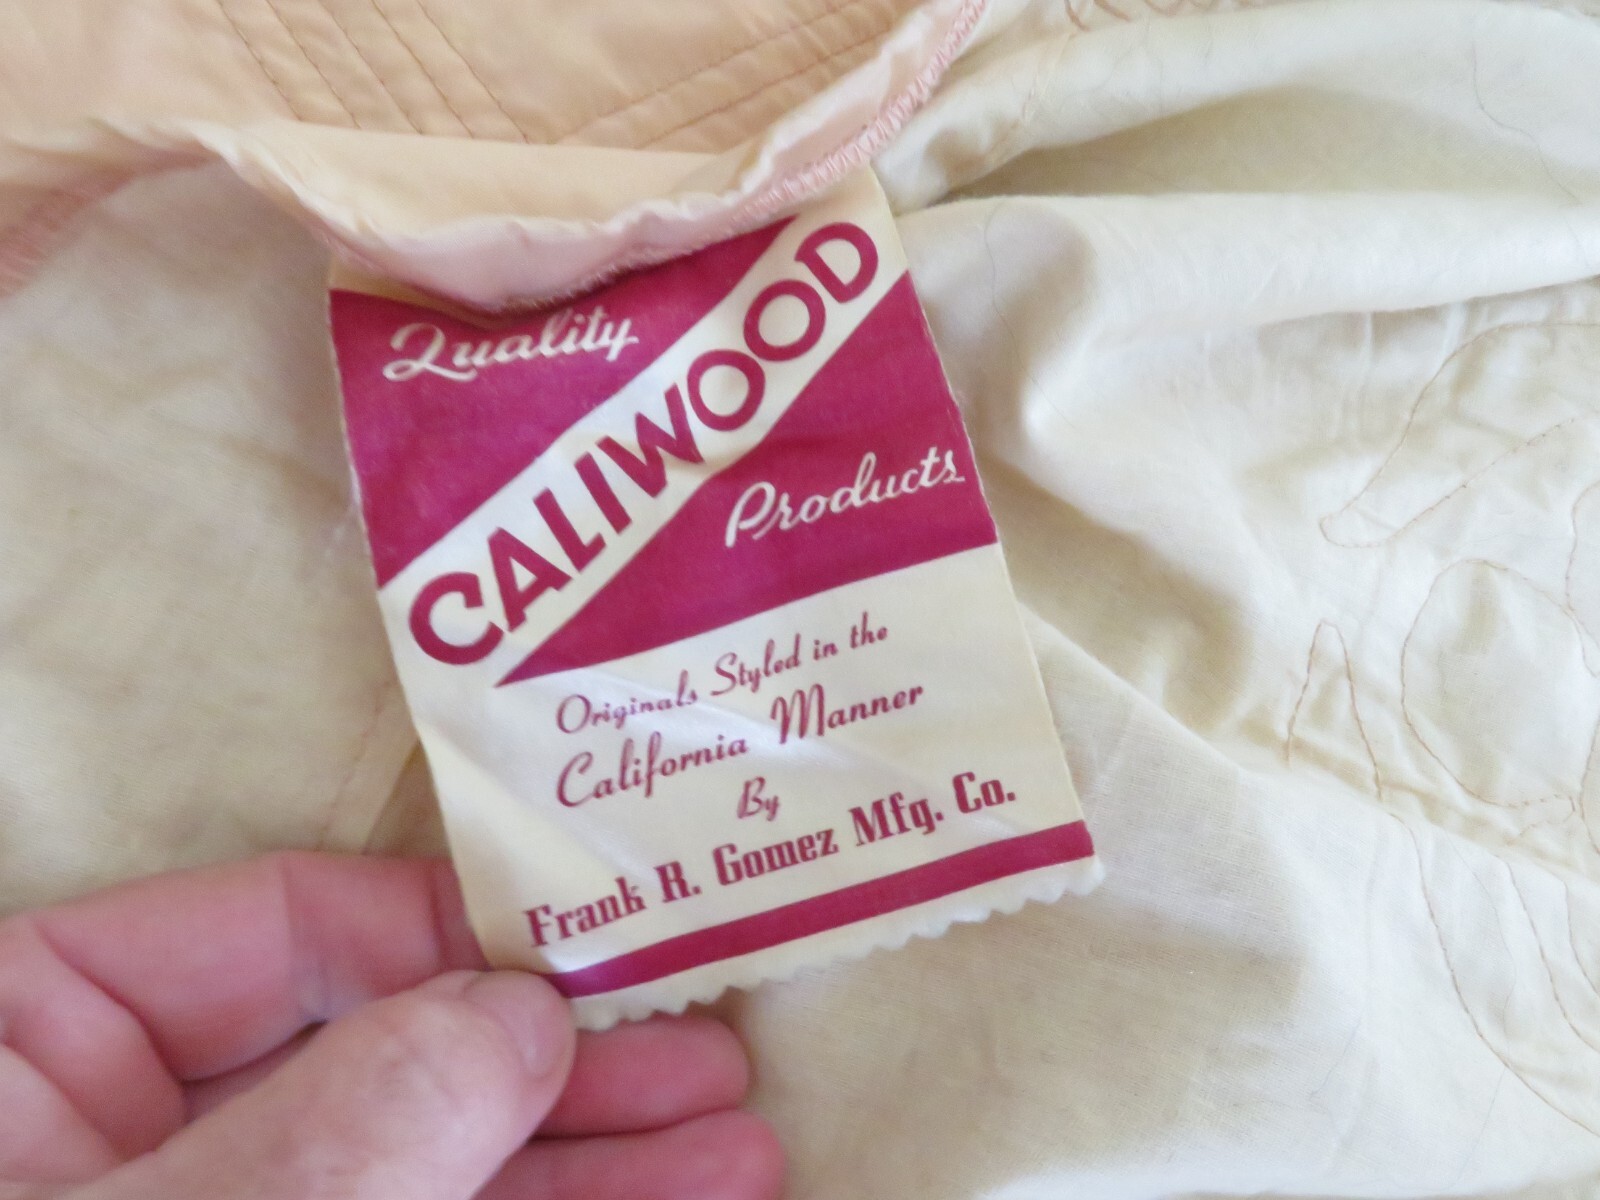 Quality
CALIWOOD
Products
Originals Styled in the
California Manner
By
Frank R. Gomez Mfg. Co.